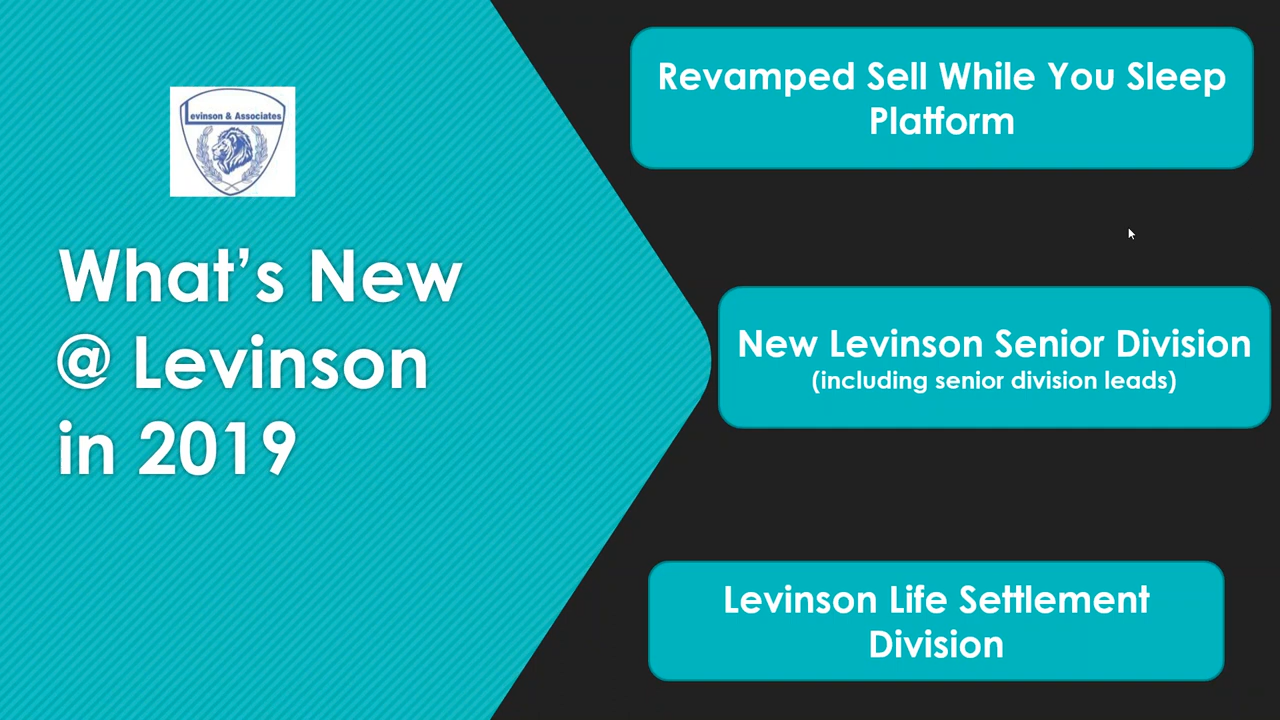 Levinson & Associates
What's New
@ Levinson
in 2019
Revamped Sell While You Sleep
Platform
New Levinson Senior Division
(including senior division leads)
Levinson Life Settlement
Division